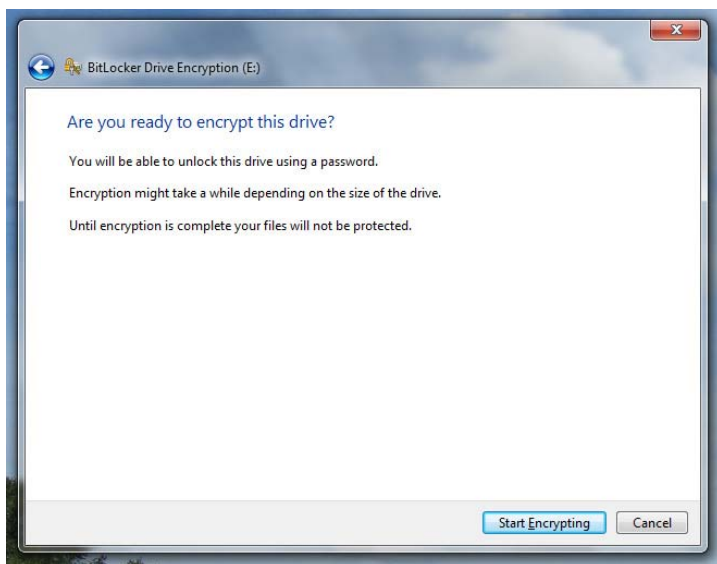 BitLocker Drive Encryption (E:)
Are you ready to encrypt this drive?
You will be able to unlock this drive using a password.
Encryption might take a while depending on the size of the drive.
Until encryption is complete your files will not be protected.
Start Encrypting
Cancel